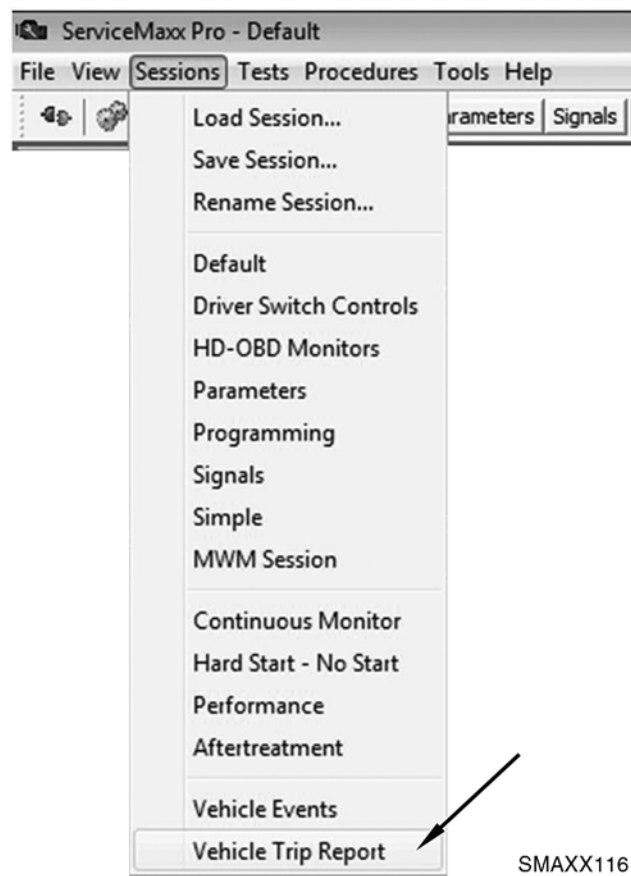 ServiceMaxx Pro - Default
File View Sessions Tests Procedures Tools Help
rameters Signals
Load Session...
Save Session...
Rename Session...
Default
Driver Switch Controls
HD-OBD Monitors
Parameters
Programming
Signals
Simple
MWM Session
Continuous Monitor
Hard Start - No Start
Performance
Aftertreatment
Vehicle Events
Vehicle Trip Report
SMAXX116